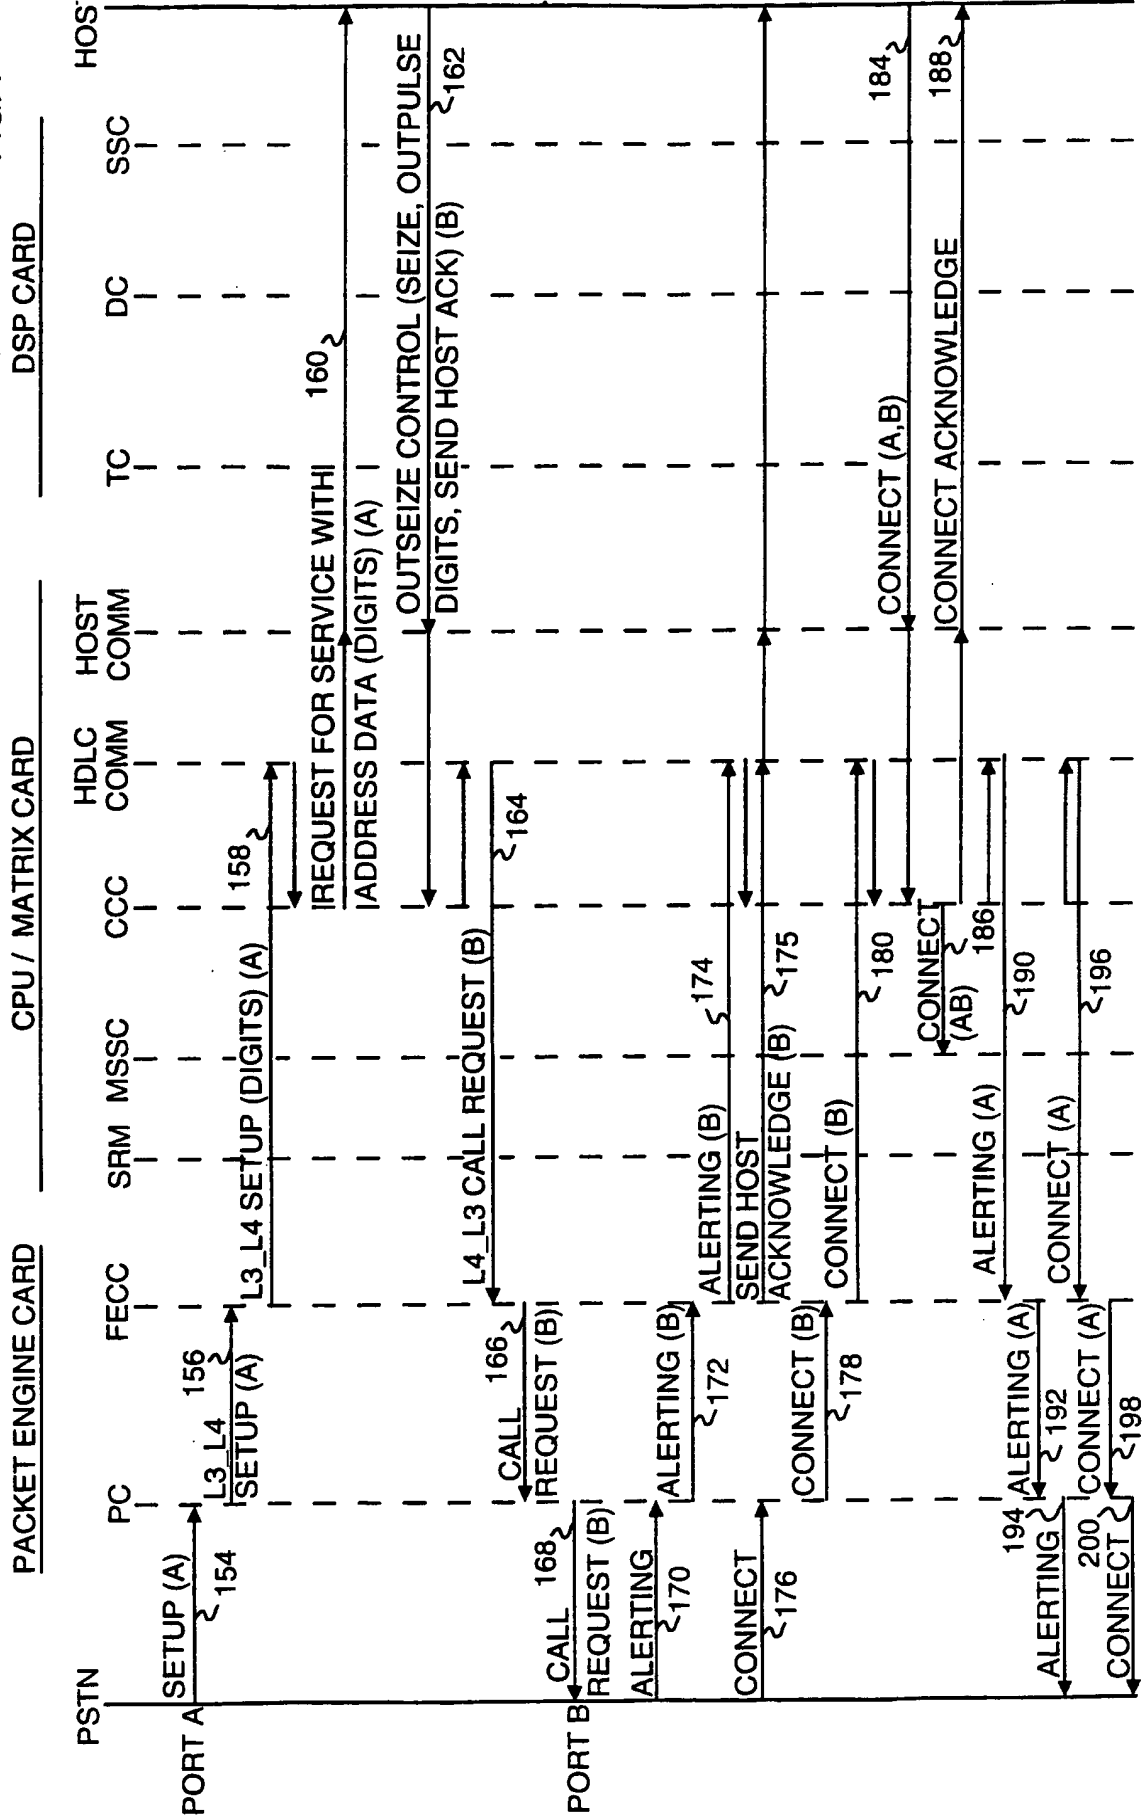 PACKET ENGINE CARD
CPU / MATRIX CARD
DSP CARD
PSTN
PC
FECC
SRM
MSSC
CCC
HDLC
COMM
HOST
COMM
TC
DC
SSC
PORT A
SETUP (A)
154
L3_L4
SETUP (A)
156
L3_L4 SETUP (DIGITS) (A)
158
REQUEST FOR SERVICE WITH
ADDRESS DATA (DIGITS) (A)
160
OUTSEIZE CONTROL (SEIZE, OUTPULSE
DIGITS, SEND HOST ACK) (B)
162
L4_L3 CALL REQUEST (B)
164
CALL
REQUEST (B)
166
PORT B
CALL
REQUEST (B)
168
ALERTING
170
ALERTING (B)
172
ALERTING (B)
174
SEND HOST
ACKNOWLEDGE (B)
175
CONNECT
176
CONNECT (B)
178
CONNECT (B)
180
CONNECT (A,B)
184
CONNECT
(AB)
186
CONNECT ACKNOWLEDGE
188
ALERTING (A)
190
ALERTING (A)
192
ALERTING
194
CONNECT (A)
196
CONNECT (A)
198
CONNECT
200